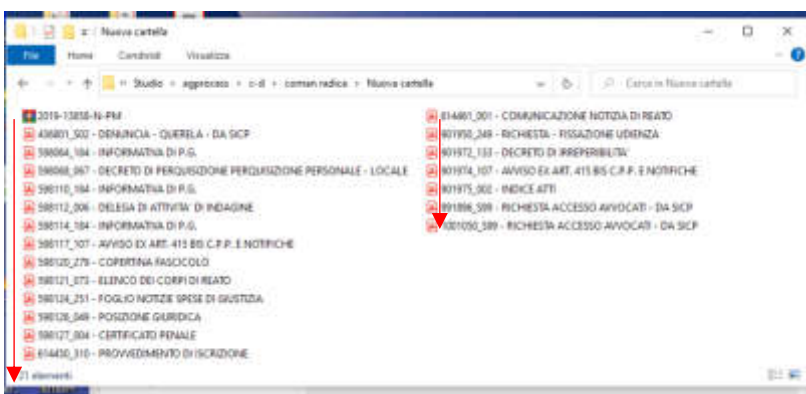 Nuova cartella
File Home Condividi Visualizza
Studio › › c-d › › Nuova cartella
Cerca in Nuova cartella
2019-13858-N-PM
436801_502 - DENUNCIA - QUERELA - DA SICP
598064_184 - INFORMATIVA DI P.G.
598068_067 - DECRETO DI PERQUISIZIONE PERQUISIZIONE PERSONALE - LOCALE
598110_184 - INFORMATIVA DI P.G.
598112_006 - DELEGA DI ATTIVITA' DI INDAGINE
598114_184 - INFORMATIVA DI P.G.
598117_107 - AVVISO EX ART. 415 BIS C.P.P. E NOTIFICHE
598120_279 - COPERTINA FASCICOLO
598121_073 - ELENCO DEI CORPI DI REATO
598124_251 - FOGLIO NOTIZIE SPESE DI GIUSTIZIA
598126_049 - POSIZIONE GIURIDICA
598127_004 - CERTIFICATO PENALE
614430_310 - PROVVEDIMENTO DI ISCRIZIONE
614461_001 - COMUNICAZIONE NOTIZIA DI REATO
901950_249 - RICHIESTA - FISSAZIONE UDIENZA
901972_133 - DECRETO DI IRREPERIBILITA'
901974_107 - AVVISO EX ART. 415 BIS C.P.P. E NOTIFICHE
901975_002 - INDICE ATTI
991896_599 - RICHIESTA ACCESSO AVVOCATI - DA SICP
1001050_599 - RICHIESTA ACCESSO AVVOCATI - DA SICP
21 elementi